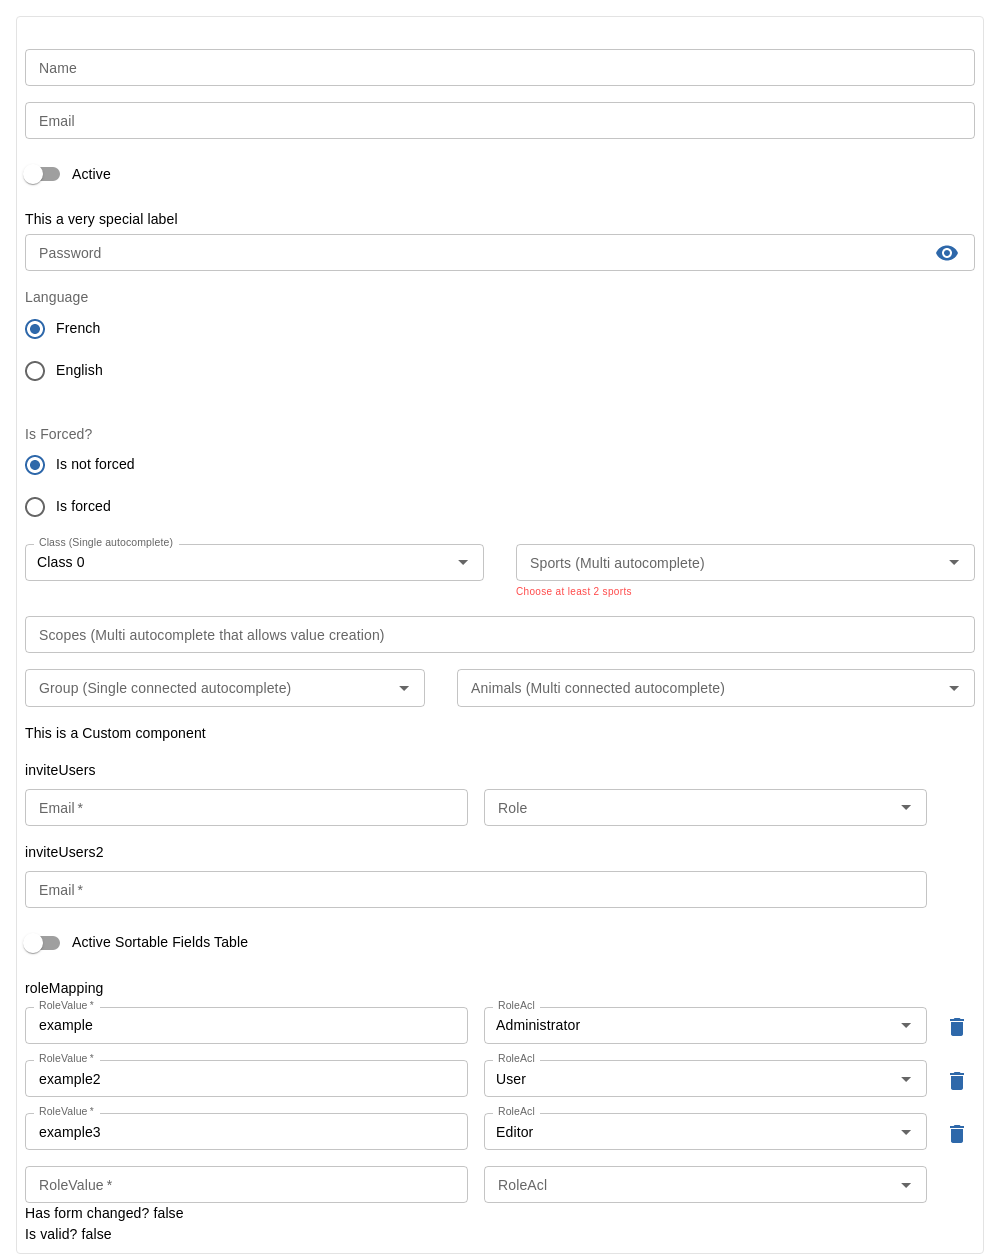 Name
Email
Active
This a very special label
Password
Language
French
English
Is Forced?
Is not forced
Is forced
Class (Single autocomplete)
Class 0
Sports (Multi autocomplete)
Choose at least 2 sports
Scopes (Multi autocomplete that allows value creation)
Group (Single connected autocomplete)
Animals (Multi connected autocomplete)
This is a Custom component
inviteUsers
Email *
Role
inviteUsers2
Email *
Active Sortable Fields Table
roleMapping
RoleValue *
example
RoleAcl
Administrator
RoleValue *
example2
RoleAcl
User
RoleValue *
example3
RoleAcl
Editor
RoleValue *
RoleAcl
Has form changed? false
Is valid? false